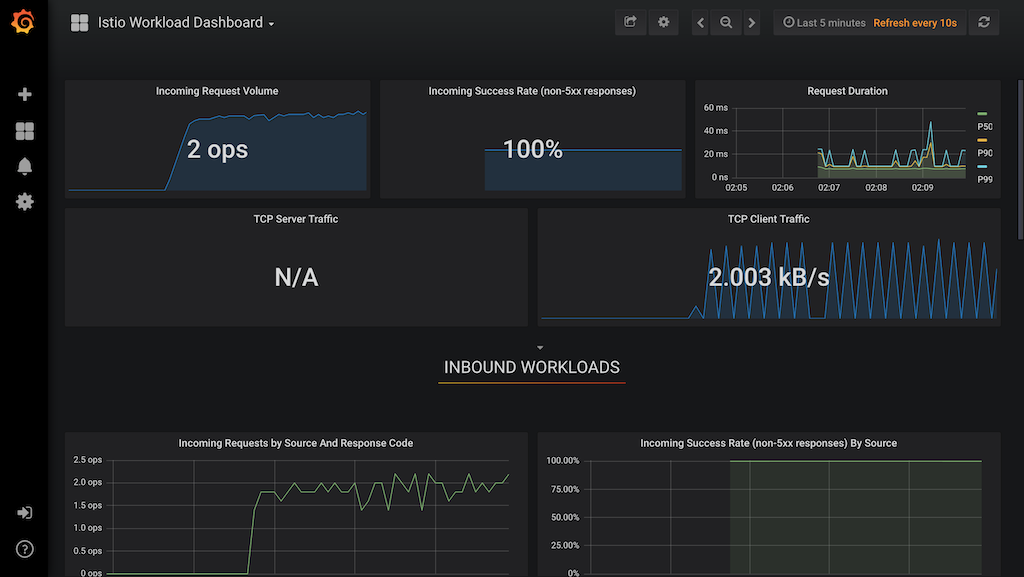 Istio Workload Dashboard
Last 5 minutes Refresh every 10s
Incoming Request Volume
2 ops
Incoming Success Rate (non-5xx responses)
100%
Request Duration
60 ms
40 ms
20 ms
0 ns
02:05 02:06 02:07 02:08 02:09
P50
P90
P99
TCP Server Traffic
N/A
TCP Client Traffic
2.003 kB/s
INBOUND WORKLOADS
Incoming Requests by Source And Response Code
2.5 ops
2.0 ops
1.5 ops
1.0 ops
0.5 ops
0 ops
Incoming Success Rate (non-5xx responses) By Source
100.00%
75.00%
50.00%
25.00%
0%
?